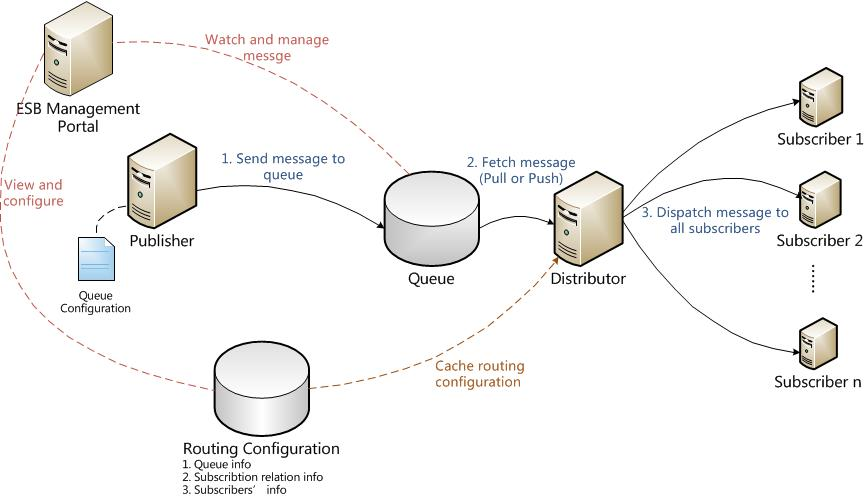 Watch and manage
messge
ESB Management
Portal
Subscriber 1
1. Send message to
queue
2. Fetch message
(Pull or Push)
View and
configure
Publisher
3. Dispatch message to
all subscribers
Subscriber 2
Queue
Distributor
Queue
Configuration
Cache routing
configuration
Subscriber n
Routing Configuration
1. Queue info
2. Subscribtion relation info
3. Subscribers' info